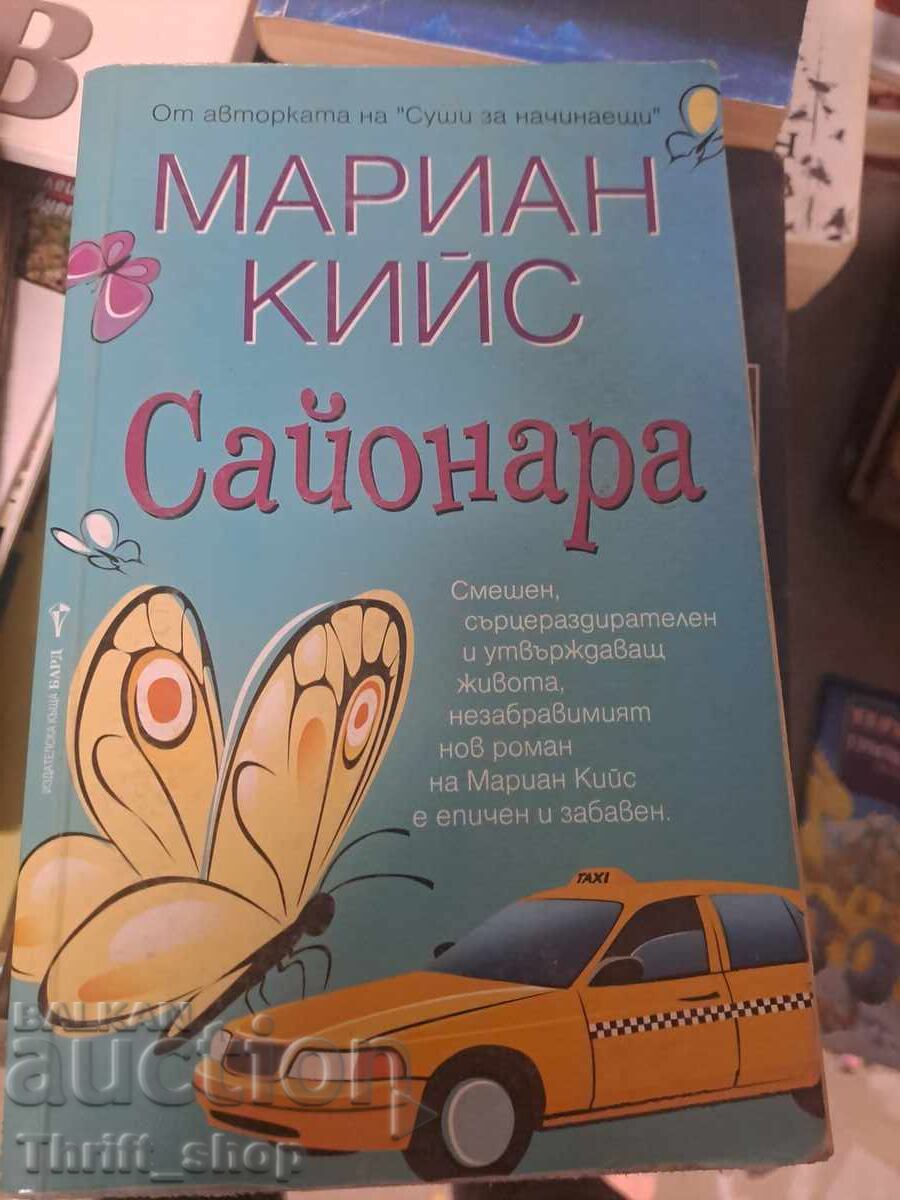 От авторката на "Суши за начинаещи"
МАРИАН
КИЙС
Сайонара
Смешен,
сърцераздирателен
и утвърждаващ
живота,
незабравимият
нов роман
на Мариан Кийс
е епичен и забавен.
ИЗДАТЕЛСКА КЪЩА БАРД
TAXI
BALKAN
auction
Thrift_shop
В